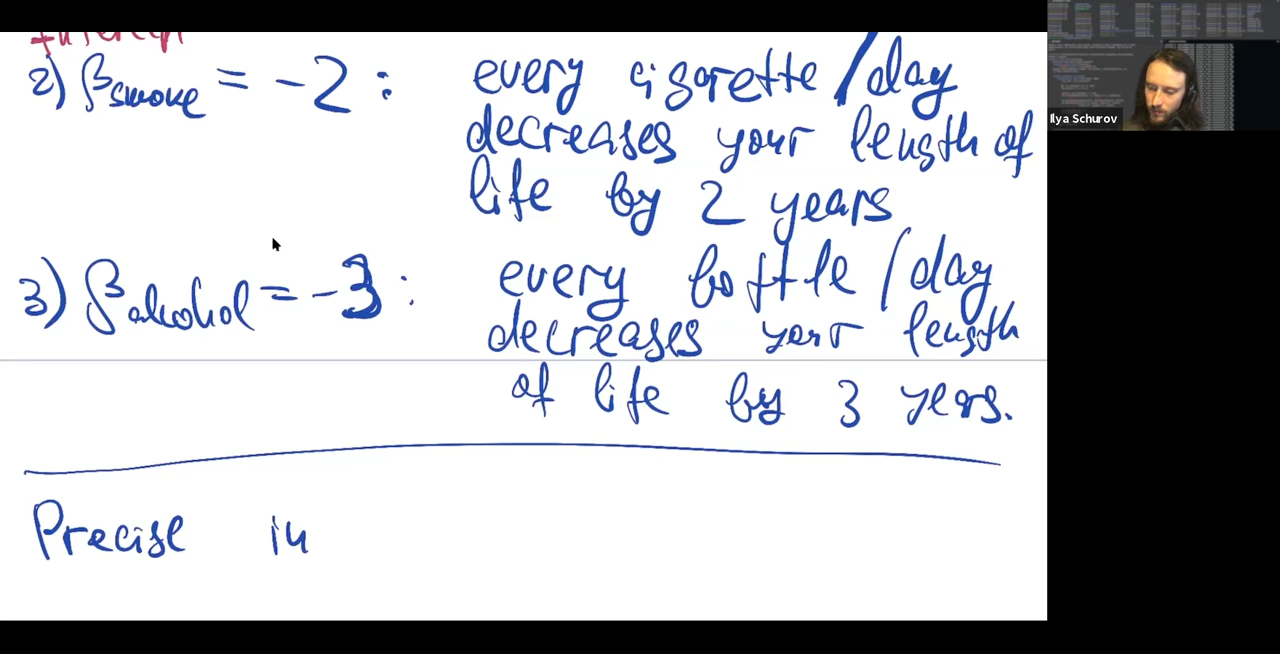 2) βsmoke = -2 : every cigarette/day
decreases your length of
life by 2 years
3) βalcohol = -3 : every bottle/day
decreases your length
of life by 3 years.
Precise in
Ilya Schurov